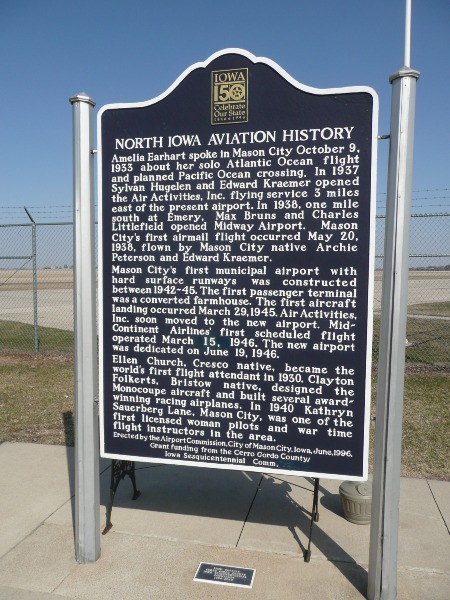 IOWA
150
Celebrate
Our State
1846-1996
NORTH IOWA AVIATION HISTORY
Amelia Earhart spoke in Mason City October 9,
1933 about her solo Atlantic Ocean flight
and planned Pacific Ocean crossing. In 1937
Sylvan Hugelen and Edward Kraemer opened
the Air Activities, Inc. flying service 3 miles
east of the present airport. In 1938, one mile
south at Emery, Max Bruns and Charles
Littlefield opened Midway Airport. Mason
City's first airmail flight occurred May 20,
1938, flown by Mason City native Archie
Peterson and Edward Kraemer.
Mason City's first municipal airport with
hard surface runways was constructed
between 1942-45. The first passenger terminal
was a converted farmhouse. The first aircraft
landing occurred March 29,1945. Air Activities,
Inc. soon moved to the new airport. Mid-
Continent Airlines' first scheduled flight
operated March 15, 1946. The new airport
was dedicated on June 19, 1946.
Ellen Church, Cresco native, became the
world's first flight attendant in 1930. Clayton
Folkerts, Bristow native, designed the
Monocoupe aircraft and built several award-
winning racing airplanes. In 1940 Kathryn
Sauerberg Lane, Mason City, was one of the
first licensed woman pilots and war time
flight instructors in the area.
Erected by the Airport Commission, City of Mason City, Iowa, June, 1996.
Grant funding from the Cerro Gordo County/
Iowa Sesquicentennial Comm.